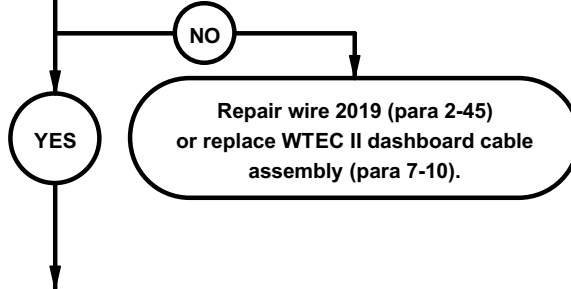 NO
YES
Repair wire 2019 (para 2-45)
or replace WTEC II dashboard cable
assembly (para 7-10).